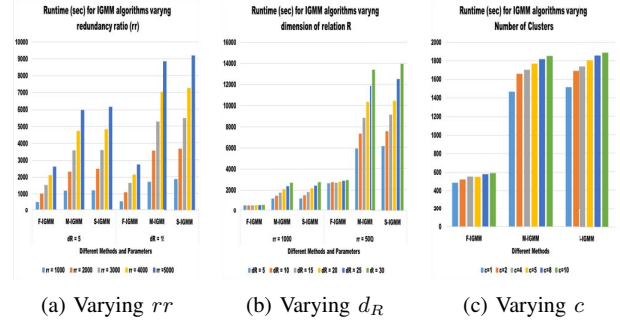 Runtime (sec) for IGMM algorithms varyng
redundancy ratio (rr)
10000
9000
8000
7000
6000
5000
4000
3000
2000
1000
0
F-IGMM M-IGMM S-IGMM F-IGMM M-IGMM S-IGMM
dR = 5
Different Methods and Parameters
rr = 1000 rr = 2000 rr = 3000 rr = 4000 rr =5000
(a) Varying rr
Runtime (sec) for IGMM algorithms varyng
dimension of relation R
16000
14000
12000
10000
8000
6000
4000
2000
0
F-IGMM M-IGMM S-IGMM F-IGMM M-IGMM S-IGMM
rr = 1000
Different Methods and Parameters
dR = 5 dR = 10 dR = 15 dR = 20 dR = 25 dR = 30
(b) Varying dR
Runtime (sec) for IGMM algorithms varyng
Number of Clusters
2000
1800
1600
1400
1200
1000
800
600
400
200
0
F-IGMM M-IGMM
Different Methods
c=1 c=2 c=4 c=5 c=8 c=10
(c) Varying c